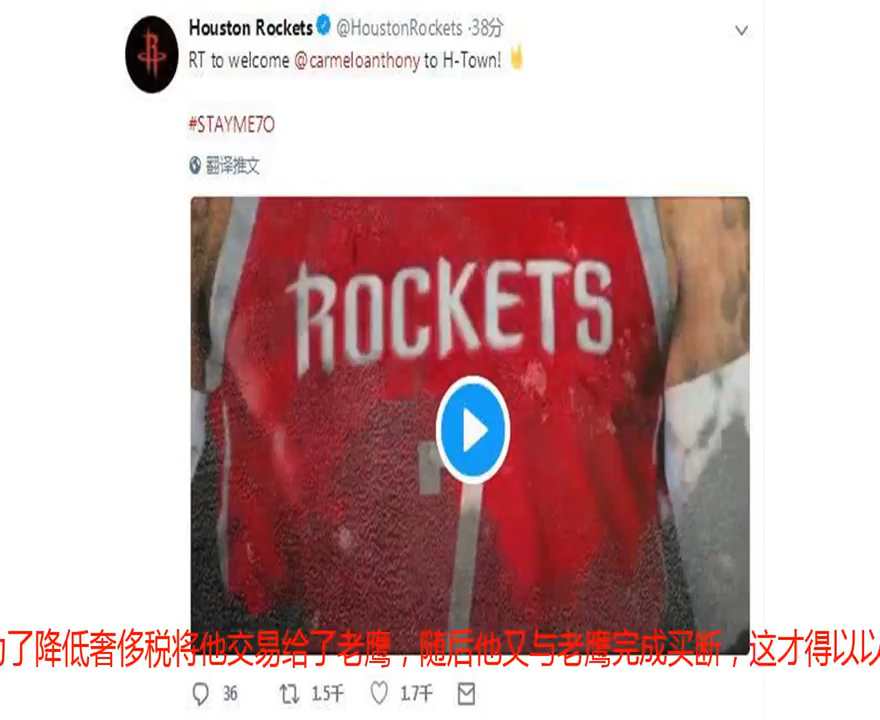 Houston Rockets @HoustonRockets ·38分
RT to welcome @carmeloanthony to H-Town!
#STAYME7O
翻译推文
ROCKETS
了降低奢侈税将他交易给了老鹰，随后他又与老鹰完成买断，这才得以以
36 1.5千 1.7千